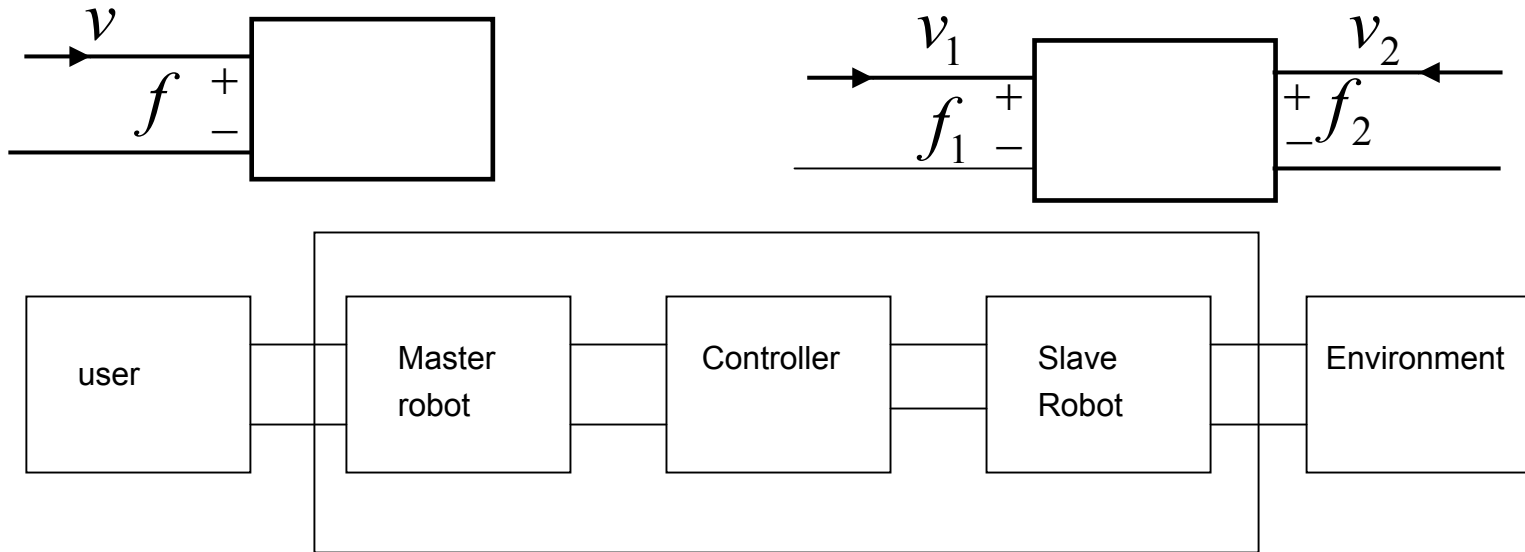 v
f
+
−
v₁
f₁
+
−
v₂
+
−
f₂
user
Master
robot
Controller
Slave
Robot
Environment